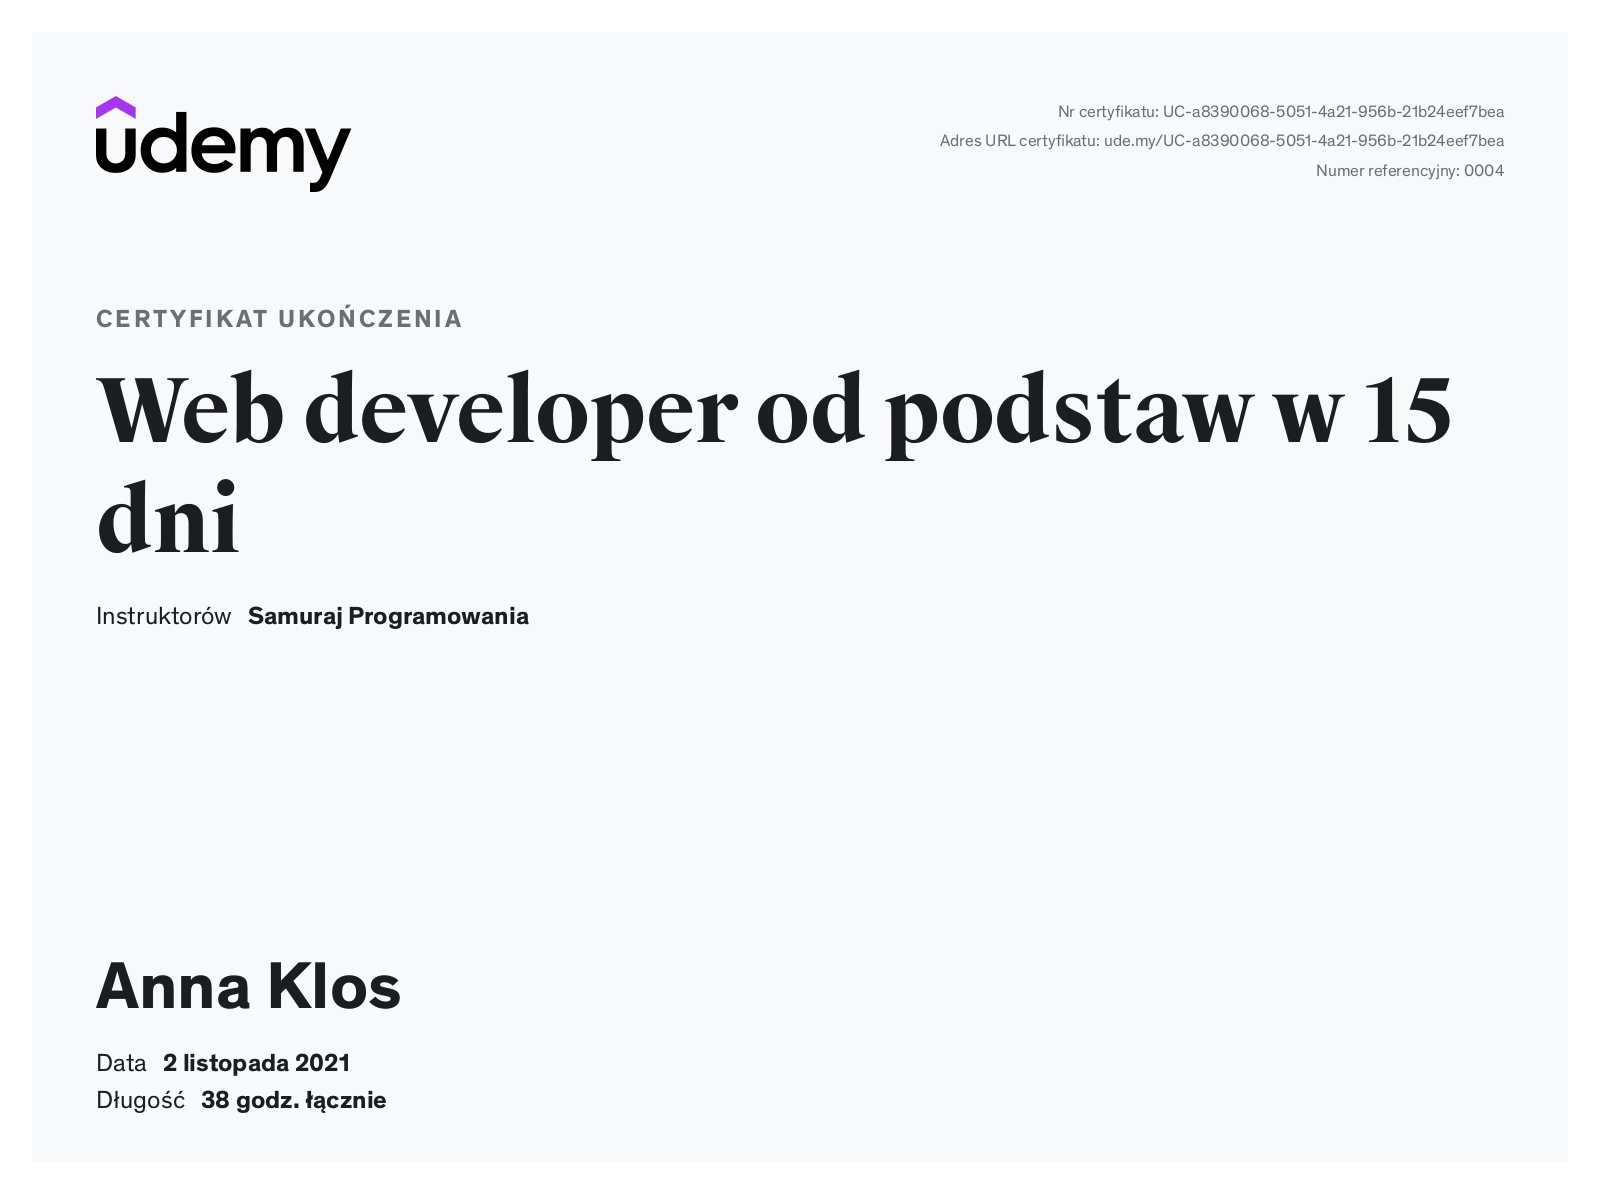 udemy
Nr certyfikatu: UC-a8390068-5051-4a21-956b-21b24eef7bea
Adres URL certyfikatu: ude.my/UC-a8390068-5051-4a21-956b-21b24eef7bea
Numer referencyjny: 0004
CERTYFIKAT UKOŃCZENIA
Web developer od podstaw w 15
dni
Instruktorów Samuraj Programowania
Anna Klos
Data 2 listopada 2021
Długość 38 godz. łącznie